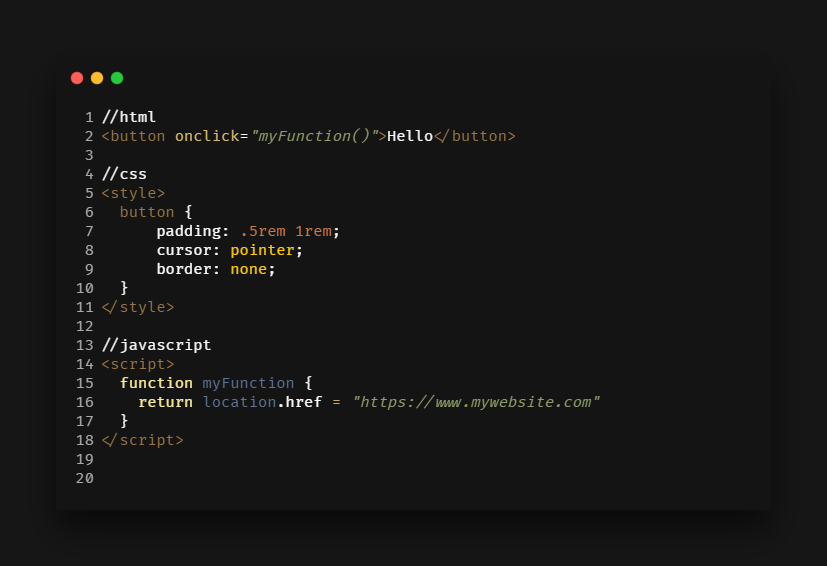 1 //html
2 <button onclick="myFunction()">Hello</button>
3
4 //css
5 <style>
6   button {
7       padding: .5rem 1rem;
8       cursor: pointer;
9       border: none;
10   }
11 </style>
12
13 //javascript
14 <script>
15   function myFunction {
16     return location.href = "https://www.mywebsite.com"
17   }
18 </script>
19
20